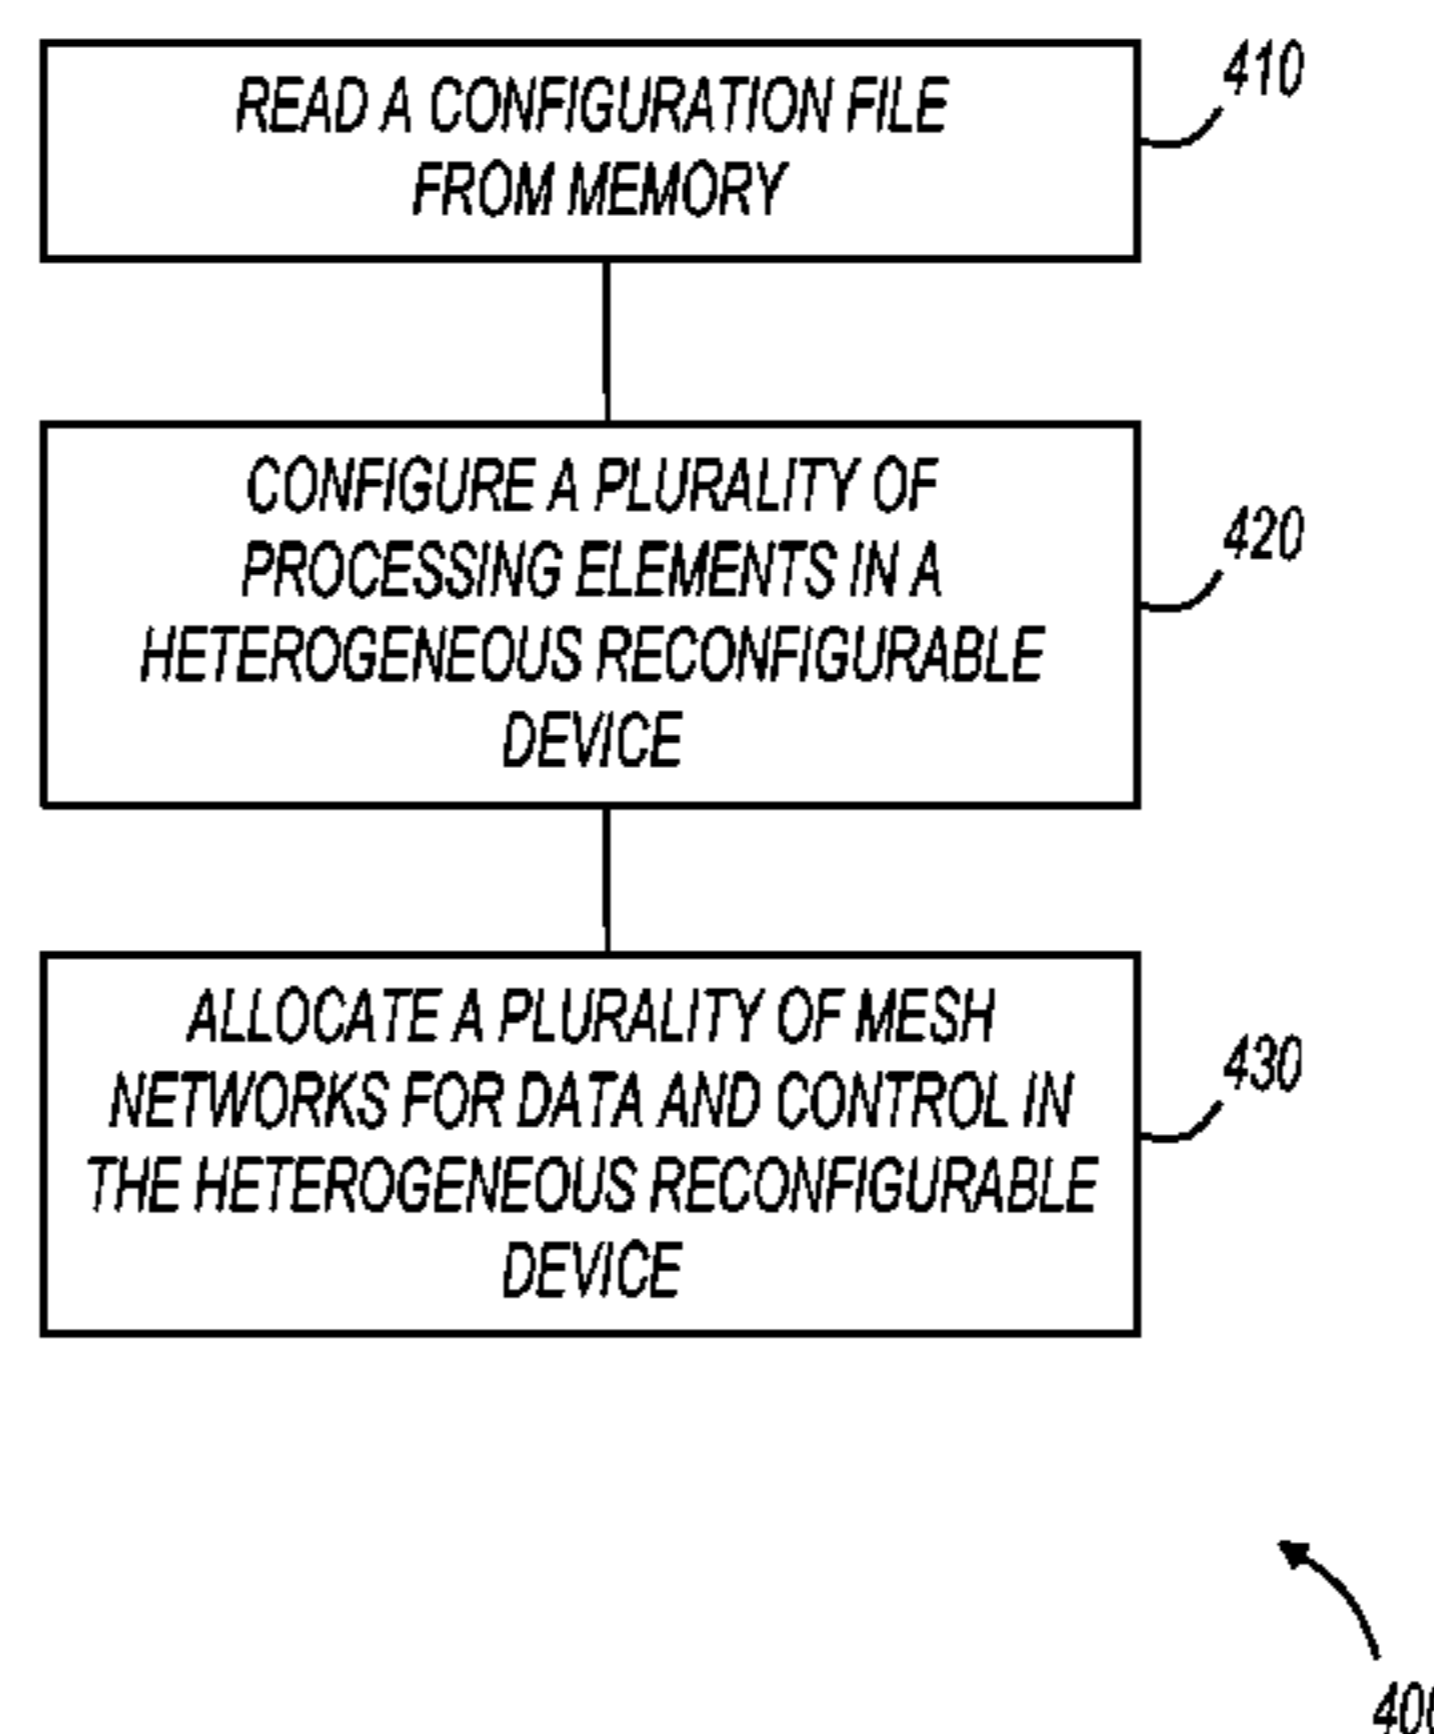 READ A CONFIGURATION FILE
FROM MEMORY
410
CONFIGURE A PLURALITY OF
PROCESSING ELEMENTS IN A
HETEROGENEOUS RECONFIGURABLE
DEVICE
420
ALLOCATE A PLURALITY OF MESH
NETWORKS FOR DATA AND CONTROL IN
THE HETEROGENEOUS RECONFIGURABLE
DEVICE
430